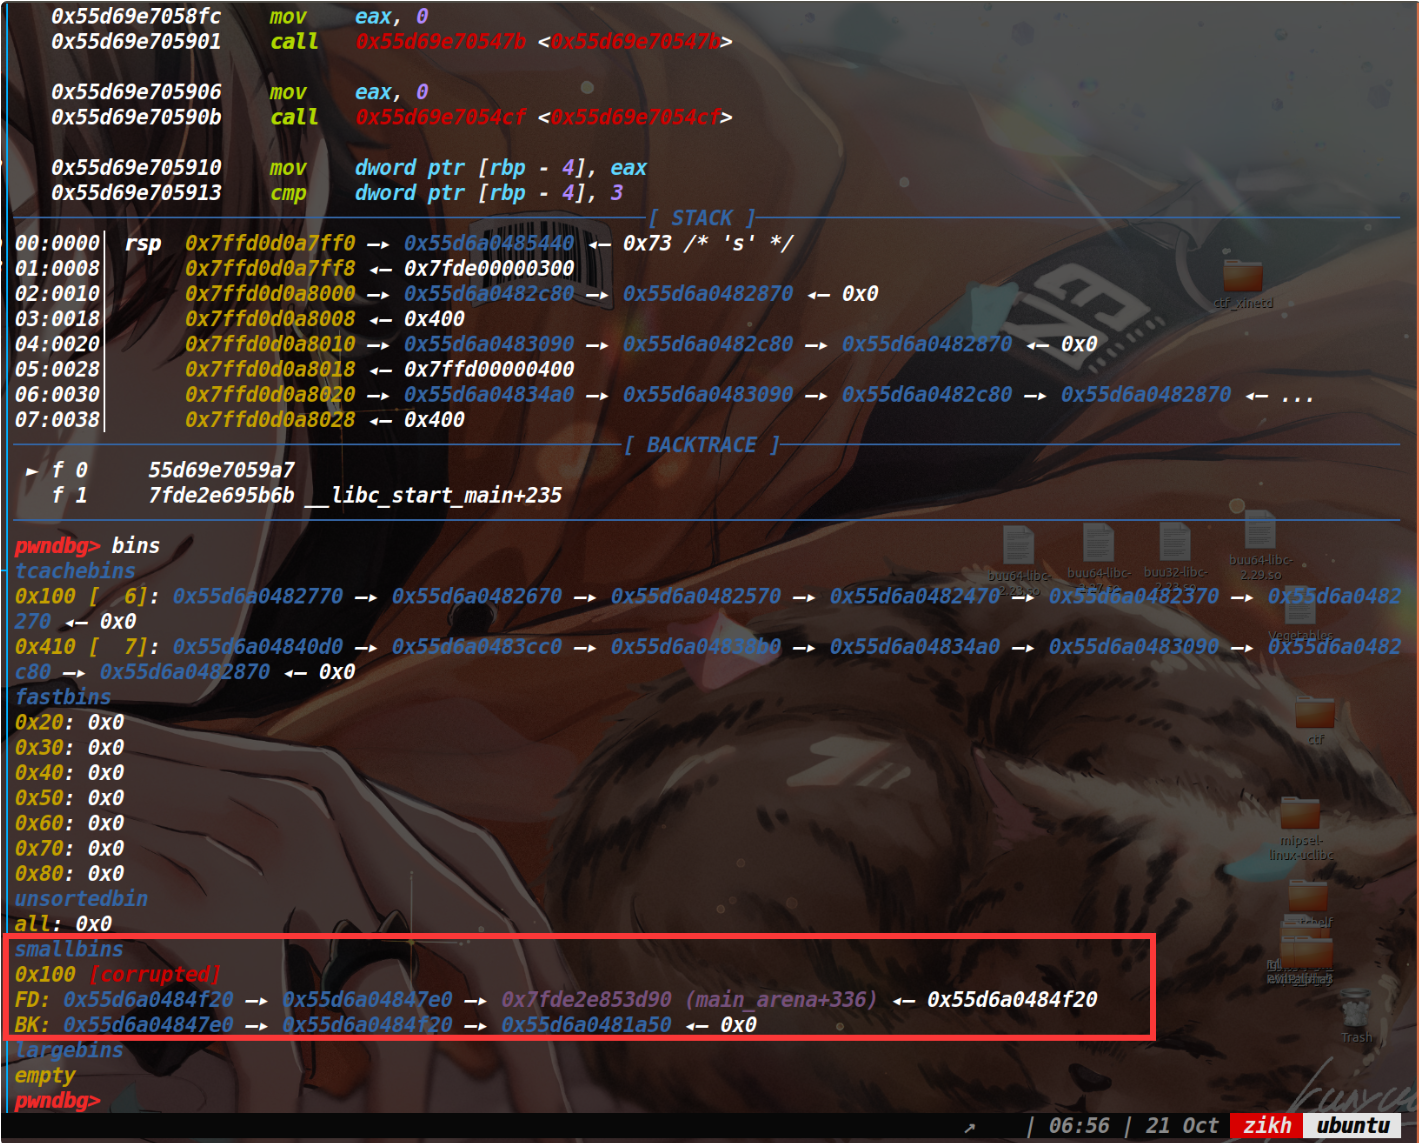 0x55d69e7058fc mov eax, 0
0x55d69e705901 call 0x55d69e70547b <0x55d69e70547b>
0x55d69e705906 mov eax, 0
0x55d69e70590b call 0x55d69e7054cf <0x55d69e7054cf>
0x55d69e705910 mov dword ptr [rbp - 4], eax
0x55d69e705913 cmp dword ptr [rbp - 4], 3
[ STACK ]
00:0000│ rsp 0x7ffd0d0a7ff0 —▸ 0x55d6a0485440 ◂— 0x73 /* 's' */
01:0008│ 0x7ffd0d0a7ff8 ◂— 0x7fde00000300
02:0010│ 0x7ffd0d0a8000 —▸ 0x55d6a0482c80 —▸ 0x55d6a0482870 ◂— 0x0
03:0018│ 0x7ffd0d0a8008 ◂— 0x400
04:0020│ 0x7ffd0d0a8010 —▸ 0x55d6a0483090 —▸ 0x55d6a0482c80 —▸ 0x55d6a0482870 ◂— 0x0
05:0028│ 0x7ffd0d0a8018 ◂— 0x7ffd00000400
06:0030│ 0x7ffd0d0a8020 —▸ 0x55d6a04834a0 —▸ 0x55d6a0483090 —▸ 0x55d6a0482c80 —▸ 0x55d6a0482870 ◂— ...
07:0038│ 0x7ffd0d0a8028 ◂— 0x400
[ BACKTRACE ]
► f 0 55d69e7059a7
f 1 7fde2e695b6b __libc_start_main+235
pwndbg> bins
tcachebins
0x100 [ 6]: 0x55d6a0482770 —▸ 0x55d6a0482670 —▸ 0x55d6a0482570 —▸ 0x55d6a0482470 —▸ 0x55d6a0482370 —▸ 0x55d6a0482
270 ◂— 0x0
0x410 [ 7]: 0x55d6a04840d0 —▸ 0x55d6a0483cc0 —▸ 0x55d6a04838b0 —▸ 0x55d6a04834a0 —▸ 0x55d6a0483090 —▸ 0x55d6a0482
c80 —▸ 0x55d6a0482870 ◂— 0x0
fastbins
0x20: 0x0
0x30: 0x0
0x40: 0x0
0x50: 0x0
0x60: 0x0
0x70: 0x0
0x80: 0x0
unsortedbin
all: 0x0
smallbins
0x100 [corrupted]
FD: 0x55d6a0484f20 —▸ 0x55d6a04847e0 —▸ 0x7fde2e853d90 (main_arena+336) ◂— 0x55d6a0484f20
BK: 0x55d6a04847e0 —▸ 0x55d6a0484f20 —▸ 0x55d6a0481a50 ◂— 0x0
largebins
empty
pwndbg>
ctf_xinetd
buu64-libc-
buu64-libc-
buu32-libc-
buu64-libc-
2.29.so
Vegetables
ctf
mipsel-
linux-uclibc
Trash
| 06:56 | 21 Oct zikh ubuntu